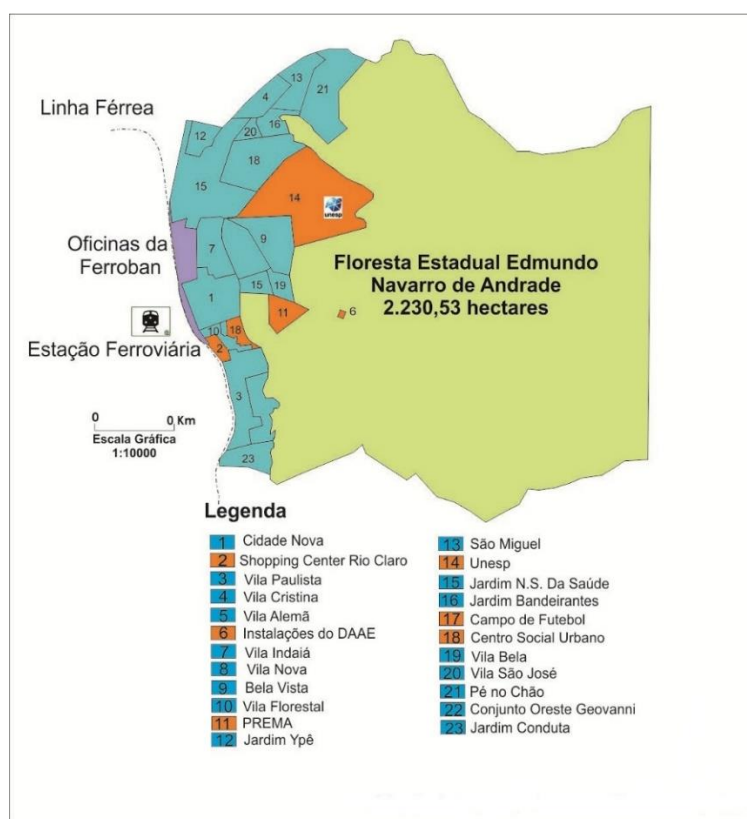 Linha Férrea
Oficinas da
Ferroban
Estação Ferroviária
0 0 Km
Escala Gráfica
1:10000
13
4
21
12
20
16
18
15
14
unesp
7
9
15
19
1
11
6
10
18
2
3
23
Floresta Estadual Edmundo
Navarro de Andrade
2.230,53 hectares
Legenda
1 Cidade Nova
2 Shopping Center Rio Claro
3 Vila Paulista
4 Vila Cristina
5 Vila Alemã
6 Instalações do DAAE
7 Vila Indaiá
8 Vila Nova
9 Bela Vista
10 Vila Florestal
11 PREMA
12 Jardim Ypê
13 São Miguel
14 Unesp
15 Jardim N.S. Da Saúde
16 Jardim Bandeirantes
17 Campo de Futebol
18 Centro Social Urbano
19 Vila Bela
20 Vila São José
21 Pé no Chão
22 Conjunto Oreste Geovanni
23 Jardim Conduta